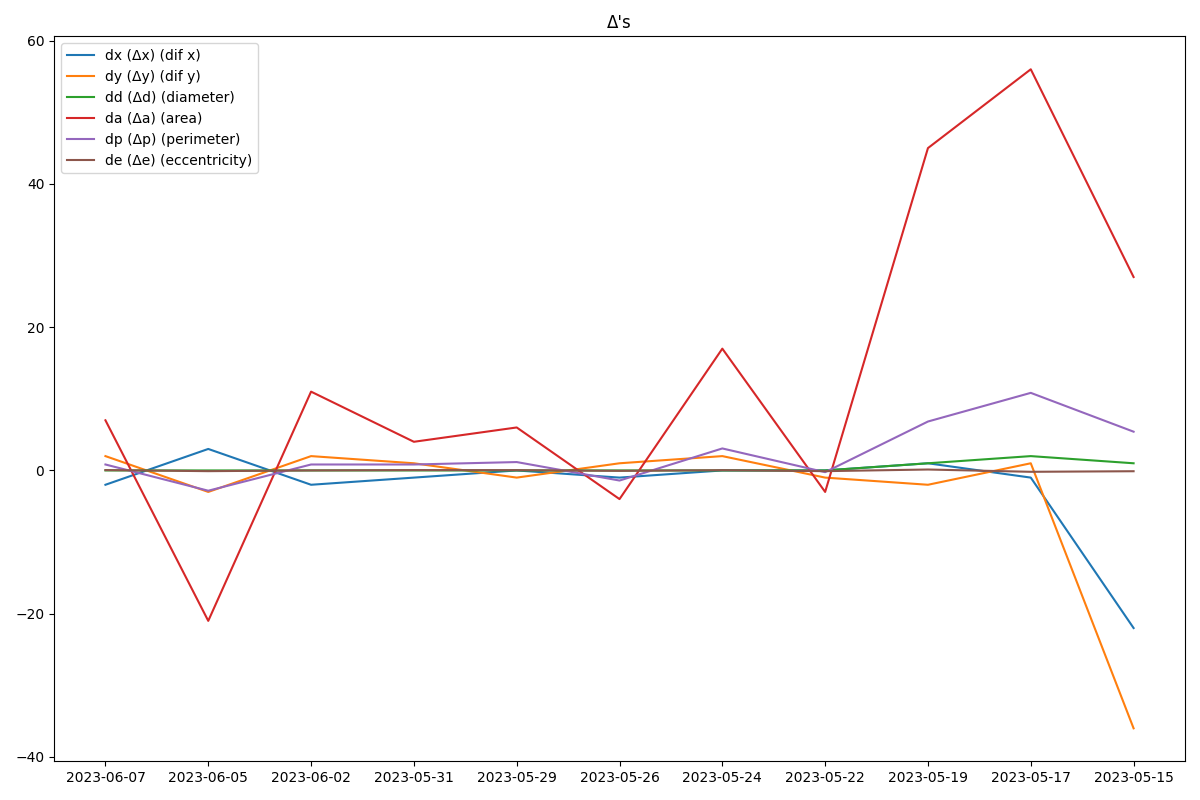 Δ's
dx (Δx) (dif x)
dy (Δy) (dif y)
dd (Δd) (diameter)
da (Δa) (area)
dp (Δp) (perimeter)
de (Δe) (eccentricity)
60
40
20
0
−20
−40
2023-06-07 2023-06-05 2023-06-02 2023-05-31 2023-05-29 2023-05-26 2023-05-24 2023-05-22 2023-05-19 2023-05-17 2023-05-15